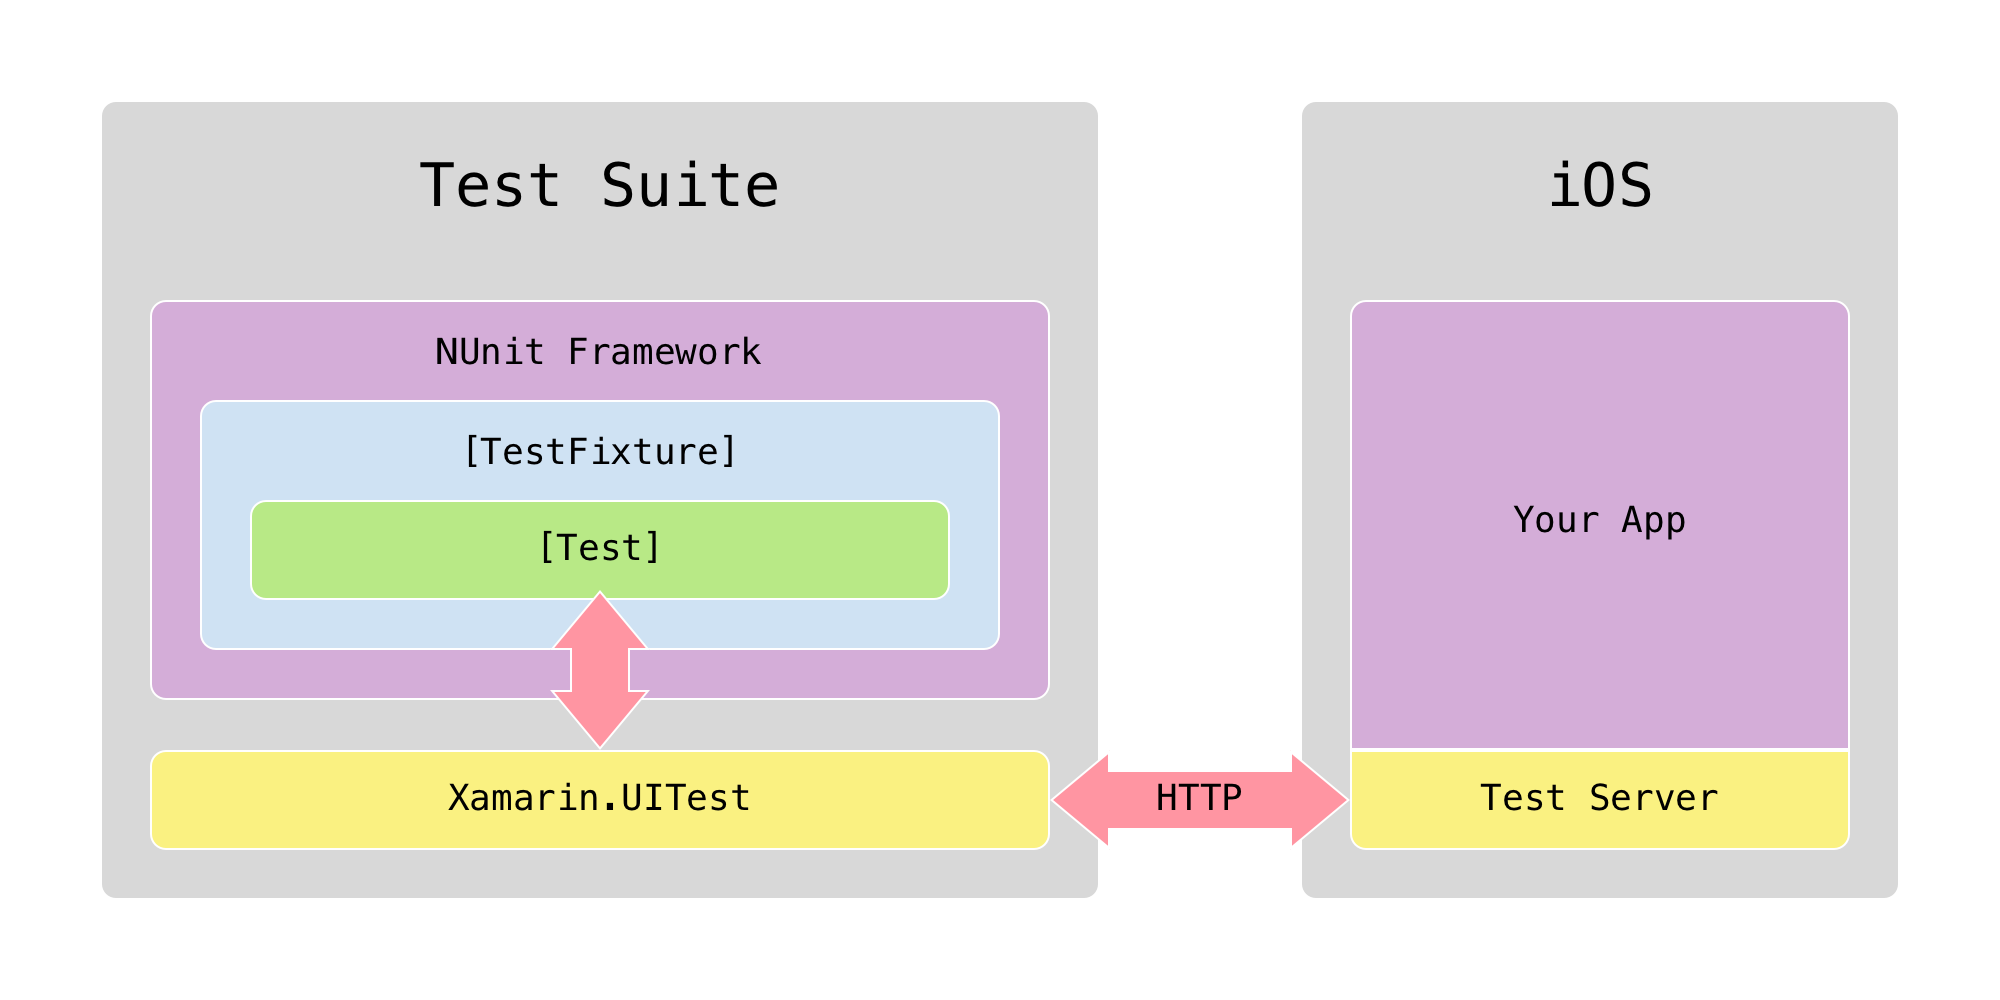 Test Suite
NUnit Framework
[TestFixture]
[Test]
Xamarin.UITest
HTTP
iOS
Your App
Test Server